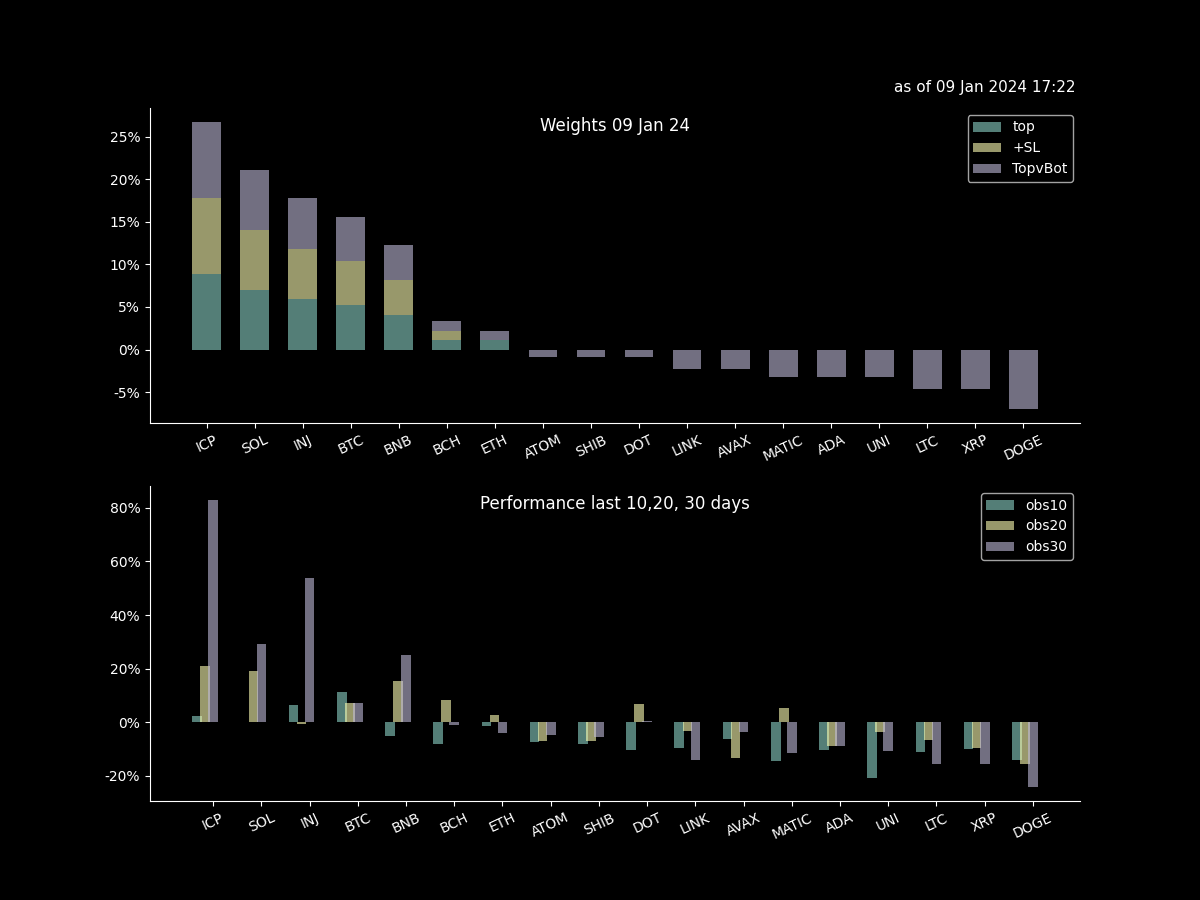 as of 09 Jan 2024 17:22
Weights 09 Jan 24
top
+SL
TopvBot
25%
20%
15%
10%
5%
0%
-5%
ICP SOL INJ BTC BNB BCH ETH ATOM SHIB DOT LINK AVAX MATIC ADA UNI LTC XRP DOGE
Performance last 10,20, 30 days
obs10
obs20
obs30
80%
60%
40%
20%
0%
-20%
ICP SOL INJ BTC BNB BCH ETH ATOM SHIB DOT LINK AVAX MATIC ADA UNI LTC XRP DOGE